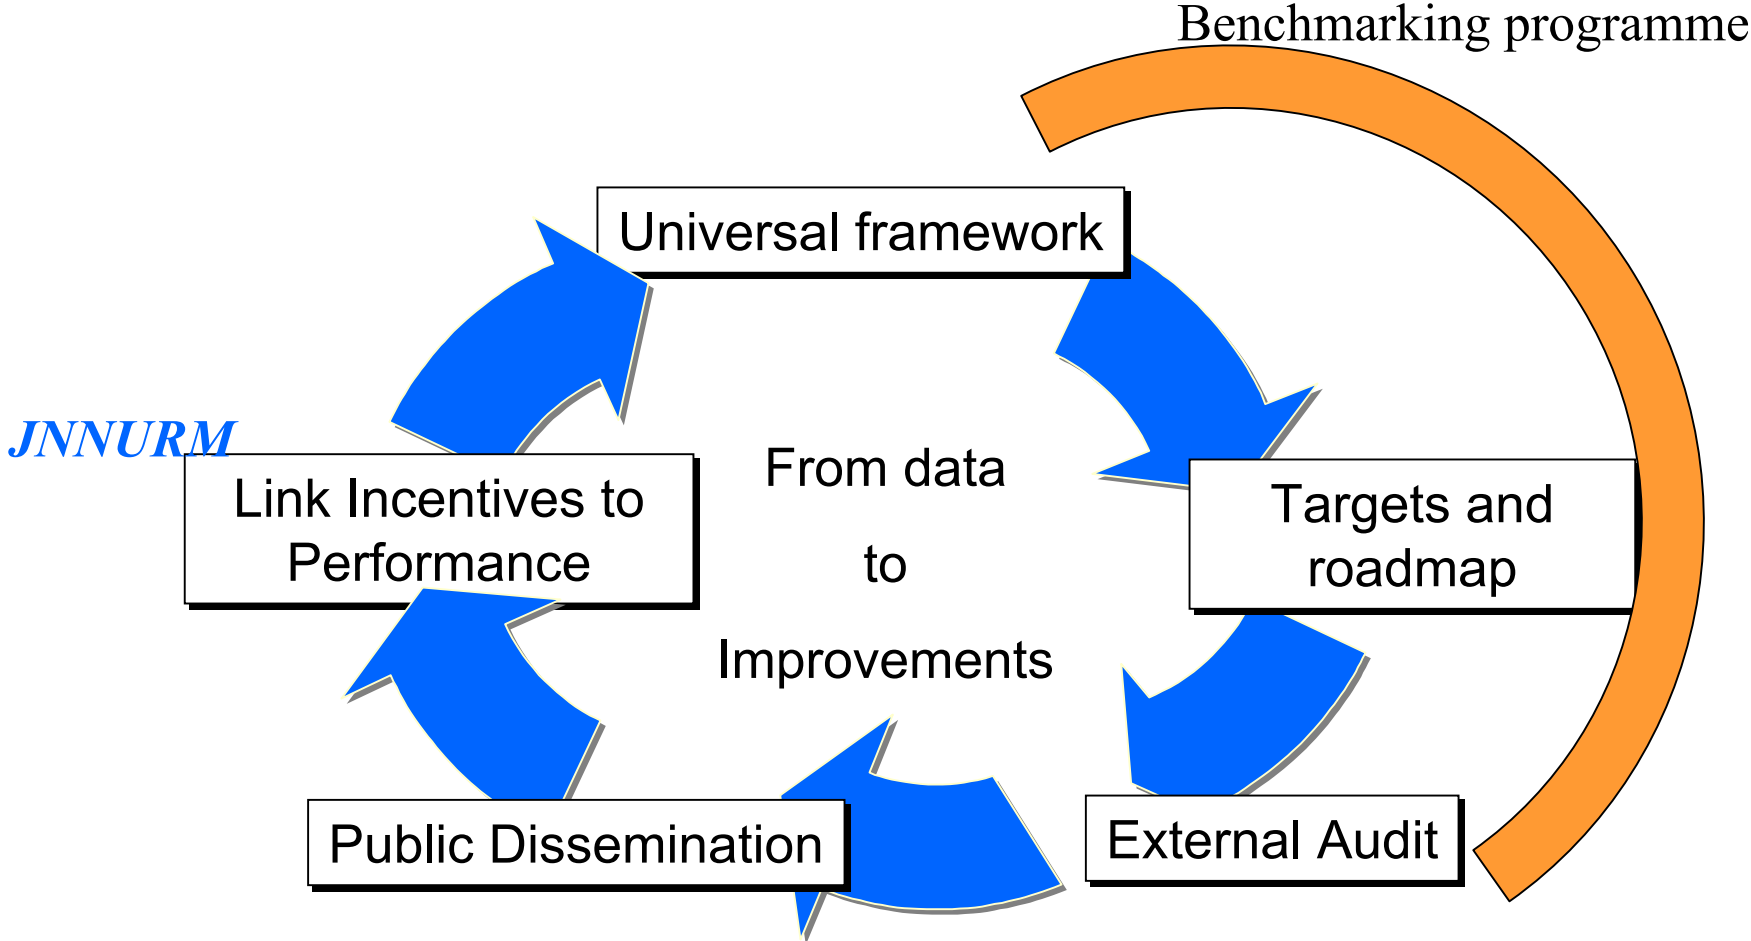 Benchmarking programme
Universal framework
JNNURM
Link Incentives to
Performance
From data
to
Improvements
Targets and
roadmap
Public Dissemination
External Audit